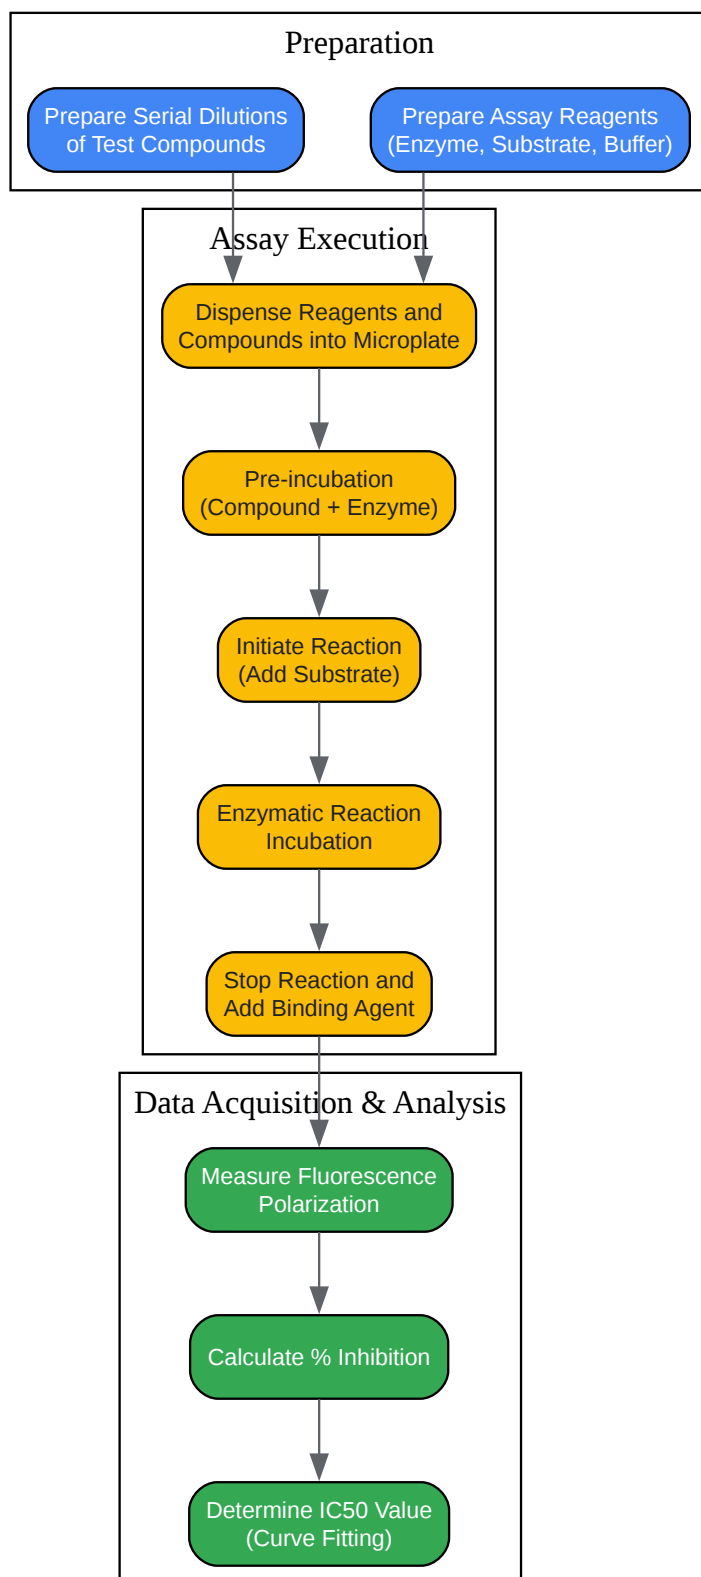 Preparation
Prepare Serial Dilutions
of Test Compounds
Prepare Assay Reagents
(Enzyme, Substrate, Buffer)
Assay Execution
Dispense Reagents and
Compounds into Microplate
Pre-incubation
(Compound + Enzyme)
Initiate Reaction
(Add Substrate)
Enzymatic Reaction
Incubation
Stop Reaction and
Add Binding Agent
Data Acquisition & Analysis
Measure Fluorescence
Polarization
Calculate % Inhibition
Determine IC50 Value
(Curve Fitting)